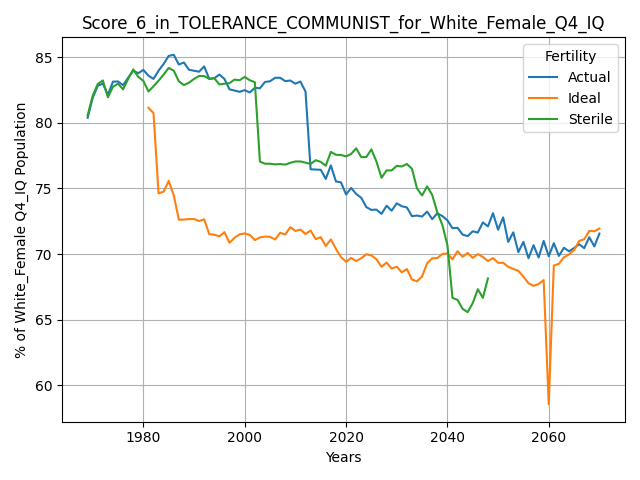 Score_6_in_TOLERANCE_COMMUNIST_for_White_Female_Q4_IQ
Fertility
Actual
Ideal
Sterile
% of White_Female Q4_IQ Population
85
80
75
70
65
60
1980
2000
2020
2040
2060
Years